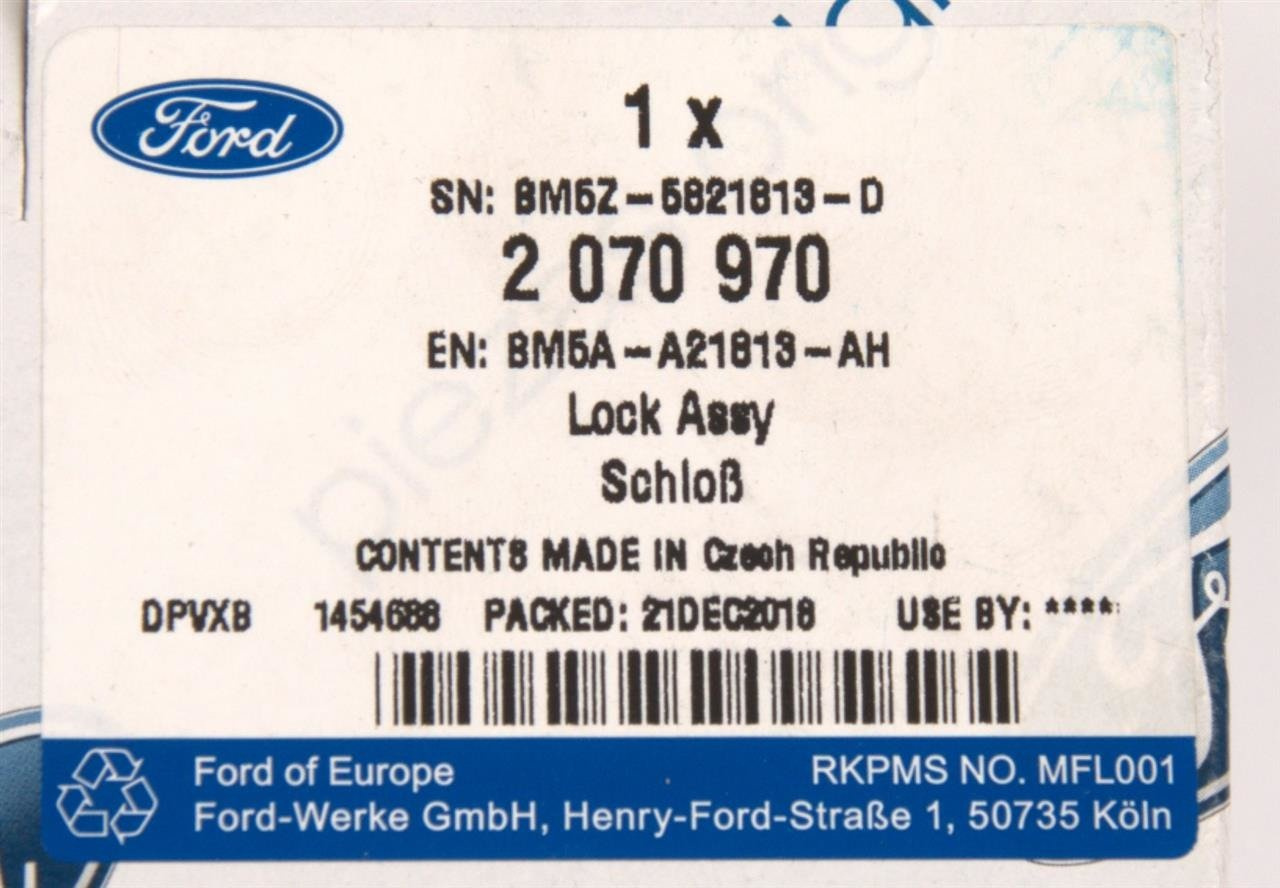 Ford
1 x
SN: BM5Z-5821813-D
2 070 970
EN: BM5A-A21813-AH
Lock Assy
Schloß
CONTENTS MADE IN Czech Republic
DPVXB 1454688 PACKED: 21DEC2018 USE BY: ****
Ford of Europe RKPMS NO. MFL001
Ford-Werke GmbH, Henry-Ford-Straße 1, 50735 Köln